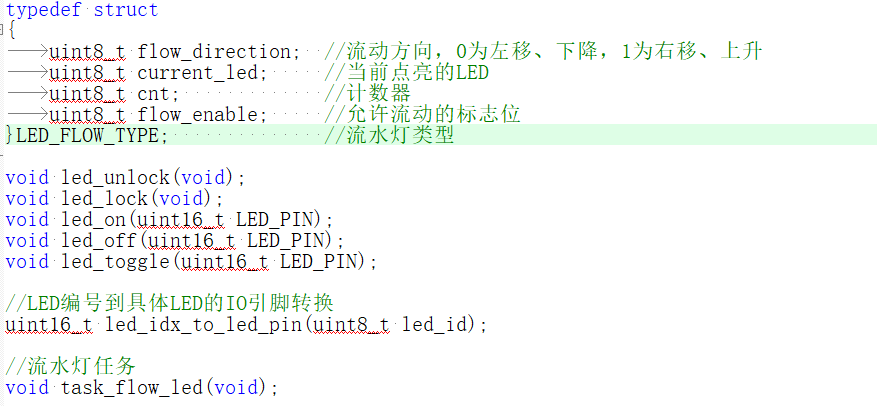 typedef struct
{
uint8_t flow_direction; //流动方向，0为左移、下降，1为右移、上升
uint8_t current_led; //当前点亮的LED
uint8_t cnt; //计数器
uint8_t flow_enable; //允许流动的标志位
}LED_FLOW_TYPE; //流水灯类型
void led_unlock(void);
void led_lock(void);
void led_on(uint16_t LED_PIN);
void led_off(uint16_t LED_PIN);
void led_toggle(uint16_t LED_PIN);
//LED编号到具体LED的IO引脚转换
uint16_t led_idx_to_led_pin(uint8_t led_id);
//流水灯任务
void task_flow_led(void);